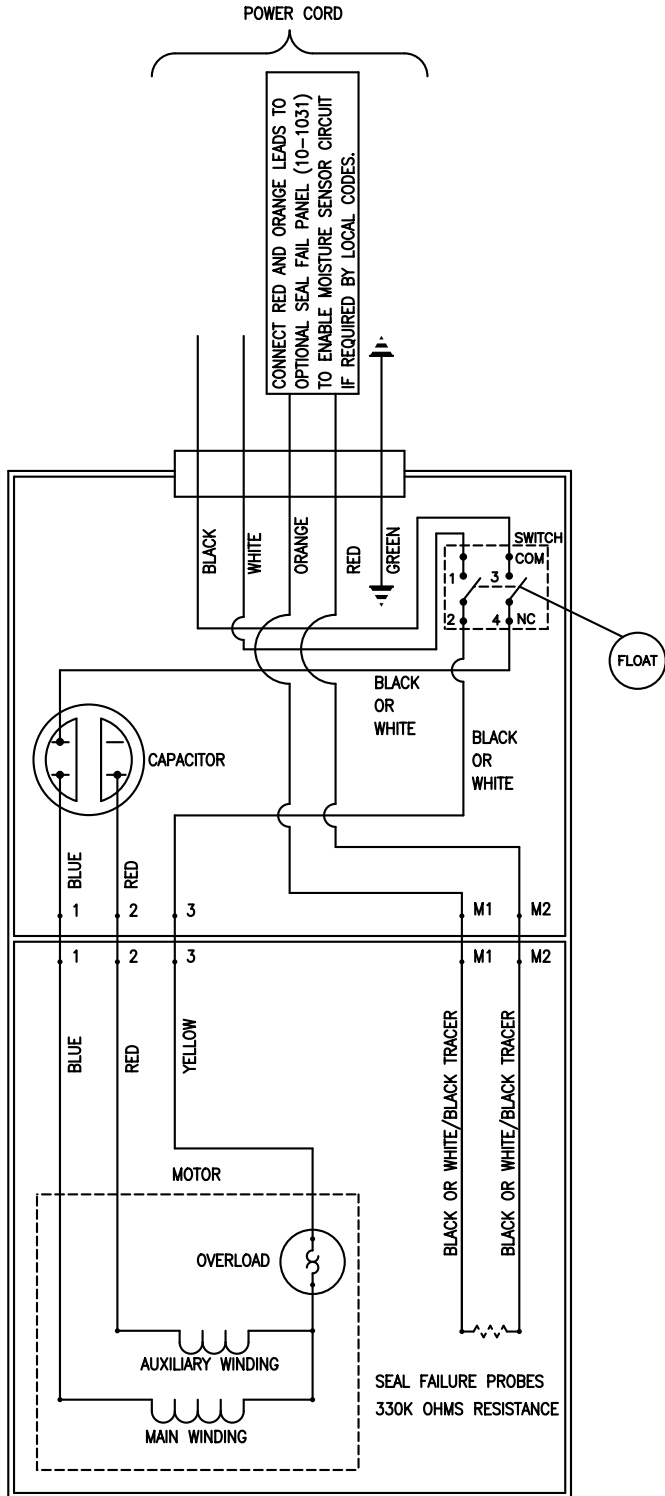 POWER CORD
CONNECT RED AND ORANGE LEADS TO
OPTIONAL SEAL FAIL PANEL (10-1031)
TO ENABLE MOISTURE SENSOR CIRCUIT
IF REQUIRED BY LOCAL CODES.
BLACK
WHITE
ORANGE
RED
GREEN
SWITCH
COM
1
3
2
4
NC
FLOAT
BLACK
OR
WHITE
BLACK
OR
WHITE
CAPACITOR
BLUE
RED
1
2
3
M1
M2
1
2
3
M1
M2
BLUE
RED
YELLOW
BLACK OR WHITE/BLACK TRACER
BLACK OR WHITE/BLACK TRACER
MOTOR
OVERLOAD
AUXILIARY WINDING
MAIN WINDING
SEAL FAILURE PROBES
330K OHMS RESISTANCE